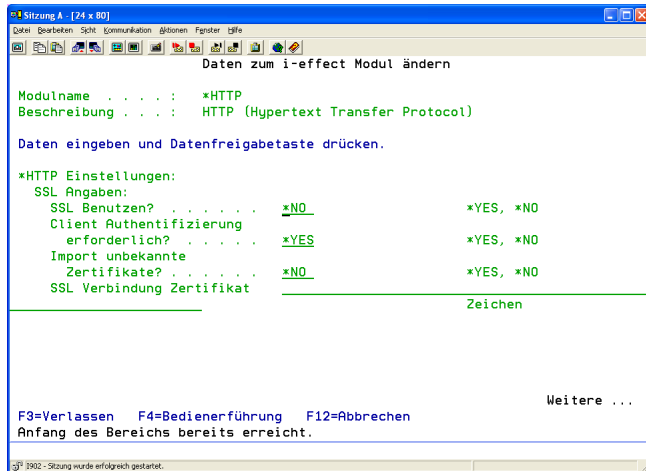 Sitzung A - [24 x 80]
Datei Bearbeiten Sicht Kommunikation Aktionen Fenster Hilfe
Daten zum i-effect Modul ändern
Modulname . . . . : *HTTP
Beschreibung . . . : HTTP (Hypertext Transfer Protocol)
Daten eingeben und Datenfreigabetaste drücken.
*HTTP Einstellungen:
SSL Angaben:
SSL Benutzen? . . . . . . *NO *YES, *NO
Client Authentifizierung
erforderlich? . . . . . *YES *YES, *NO
Import unbekannte
Zertifikate? . . . . . . *NO *YES, *NO
SSL Verbindung Zertifikat
Zeichen
Weitere ...
F3=Verlassen F4=Bedienerführung F12=Abbrechen
Anfang des Bereichs bereits erreicht.
I902 - Sitzung wurde erfolgreich gestartet.